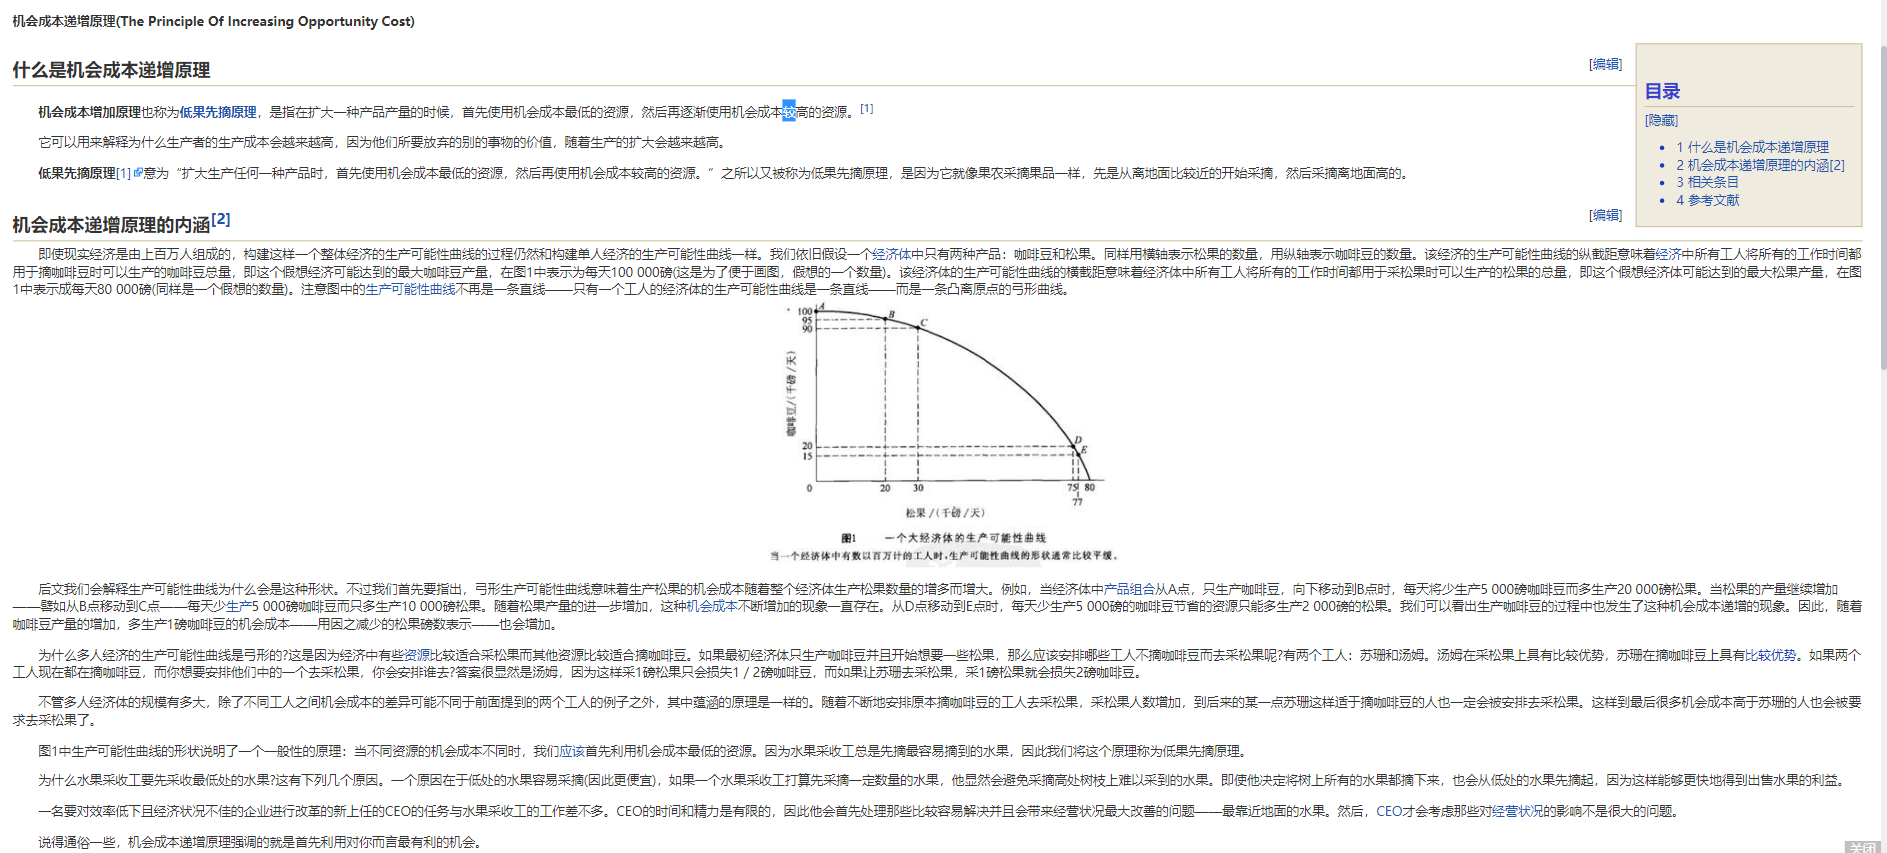 机会成本递增原理(The Principle Of Increasing Opportunity Cost)
什么是机会成本递增原理
[编辑]
机会成本增加原理也称为低果先摘原理，是指在扩大一种产品产量的时候，首先使用机会成本最低的资源，然后再逐渐使用机会成本较高的资源。[1]
它可以用来解释为什么生产者的生产成本会越来越高，因为他们所要放弃的别的事物的价值，随着生产的扩大会越来越高。
低果先摘原理[1]意为“扩大生产任何一种产品时，首先使用机会成本最低的资源，然后再使用机会成本较高的资源。”之所以又被称为低果先摘原理，是因为它就像果农采摘果品一样，先是从离地面比较近的开始采摘，然后采摘离地面高的。
目录
[隐藏]
1 什么是机会成本递增原理
2 机会成本递增原理的内涵[2]
3 相关条目
4 参考文献
机会成本递增原理的内涵[2]
[编辑]
即使现实经济是由上百万人组成的，构建这样一个整体经济的生产可能性曲线的过程仍然和构建单人经济的生产可能性曲线一样。我们依旧假设一个经济体中只有两种产品：咖啡豆和松果。同样用横轴表示松果的数量，用纵轴表示咖啡豆的数量。该经济的生产可能性曲线的纵截距意味着经济中所有工人将所有的工作时间都
用于摘咖啡豆时可以生产的咖啡豆总量，即这个假想经济可能达到的最大咖啡豆产量，在图1中表示为每天100 000磅(这是为了便于画图，假想的一个数量)。该经济体的生产可能性曲线的横截距意味着经济体中所有工人将所有的工作时间都用于采松果时可以生产的松果的总量，即这个假想经济体可能达到的最大松果产量，在图
1中表示成每天80 000磅(同样是一个假想的数量)。注意图中的生产可能性曲线不再是一条直线——只有一个工人的经济体的生产可能性曲线是一条直线——而是一条凸离原点的弓形曲线。
100
95
90
20
15
A
B
C
D
E
咖啡豆/(千磅/天)
0
20
30
75
80
77
松果/(千磅/天)
图1 一个大经济体的生产可能性曲线
当一个经济体中有数以百万计的工人时,生产可能性曲线的形状通常比较平缓。
后文我们会解释生产可能性曲线为什么会是这种形状。不过我们首先要指出，弓形生产可能性曲线意味着生产松果的机会成本随着整个经济体生产松果数量的增多而增大。例如，当经济体中产品组合从A点，只生产咖啡豆，向下移动到B点时，每天将少生产5 000磅咖啡豆而多生产20 000磅松果。当松果的产量继续增加
——譬如从B点移动到C点——每天少生产5 000磅咖啡豆而只多生产10 000磅松果。随着松果产量的进一步增加，这种机会成本不断增加的现象一直存在。从D点移动到E点时，每天少生产5 000磅的咖啡豆节省的资源只能多生产2 000磅的松果。我们可以看出生产咖啡豆的过程中也发生了这种机会成本递增的现象。因此，随着
咖啡豆产量的增加，多生产1磅咖啡豆的机会成本——用因之减少的松果磅数表示——也会增加。
为什么多人经济的生产可能性曲线是弓形的?这是因为经济中有些资源比较适合采松果而其他资源比较适合摘咖啡豆。如果最初经济体只生产咖啡豆并且开始想要一些松果，那么应该安排哪些工人不摘咖啡豆而去采松果呢?有两个工人：苏珊和汤姆。汤姆在采松果上具有比较优势，苏珊在摘咖啡豆上具有比较优势。如果两个
工人现在都在摘咖啡豆，而你想要安排他们中的一个去采松果，你会安排谁去?答案很显然是汤姆，因为这样采1磅松果只会损失1／2磅咖啡豆，而如果让苏珊去采松果，采1磅松果就会损失2磅咖啡豆。
不管多人经济体的规模有多大，除了不同工人之间机会成本的差异可能不同于前面提到的两个工人的例子之外，其中蕴涵的原理是一样的。随着不断地安排原本摘咖啡豆的工人去采松果，采松果人数增加，到后来的某一点苏珊这样适于摘咖啡豆的人也一定会被安排去采松果。这样到最后很多机会成本高于苏珊的人也会被要
求去采松果了。
图1中生产可能性曲线的形状说明了一个一般性的原理：当不同资源的机会成本不同时，我们应该首先利用机会成本最低的资源。因为水果采收工总是先摘最容易摘到的水果，因此我们将这个原理称为低果先摘原理。
为什么水果采收工要先采收最低处的水果?这有下列几个原因。一个原因在于低处的水果容易采摘(因此更便宜)，如果一个水果采收工打算先采摘一定数量的水果，他显然会避免采摘高处树枝上难以采到的水果。即使他决定将树上所有的水果都摘下来，也会从低处的水果先摘起，因为这样能够更快地得到出售水果的利益。
一名要对效率低下且经济状况不佳的企业进行改革的新上任的CEO的任务与水果采收工的工作差不多。CEO的时间和精力是有限的，因此他会首先处理那些比较容易解决并且会带来经营状况最大改善的问题——最靠近地面的水果。然后，CEO才会考虑那些对经营状况的影响不是很大的问题。
说得通俗一些，机会成本递增原理强调的就是首先利用对你而言最有利的机会。
关闭